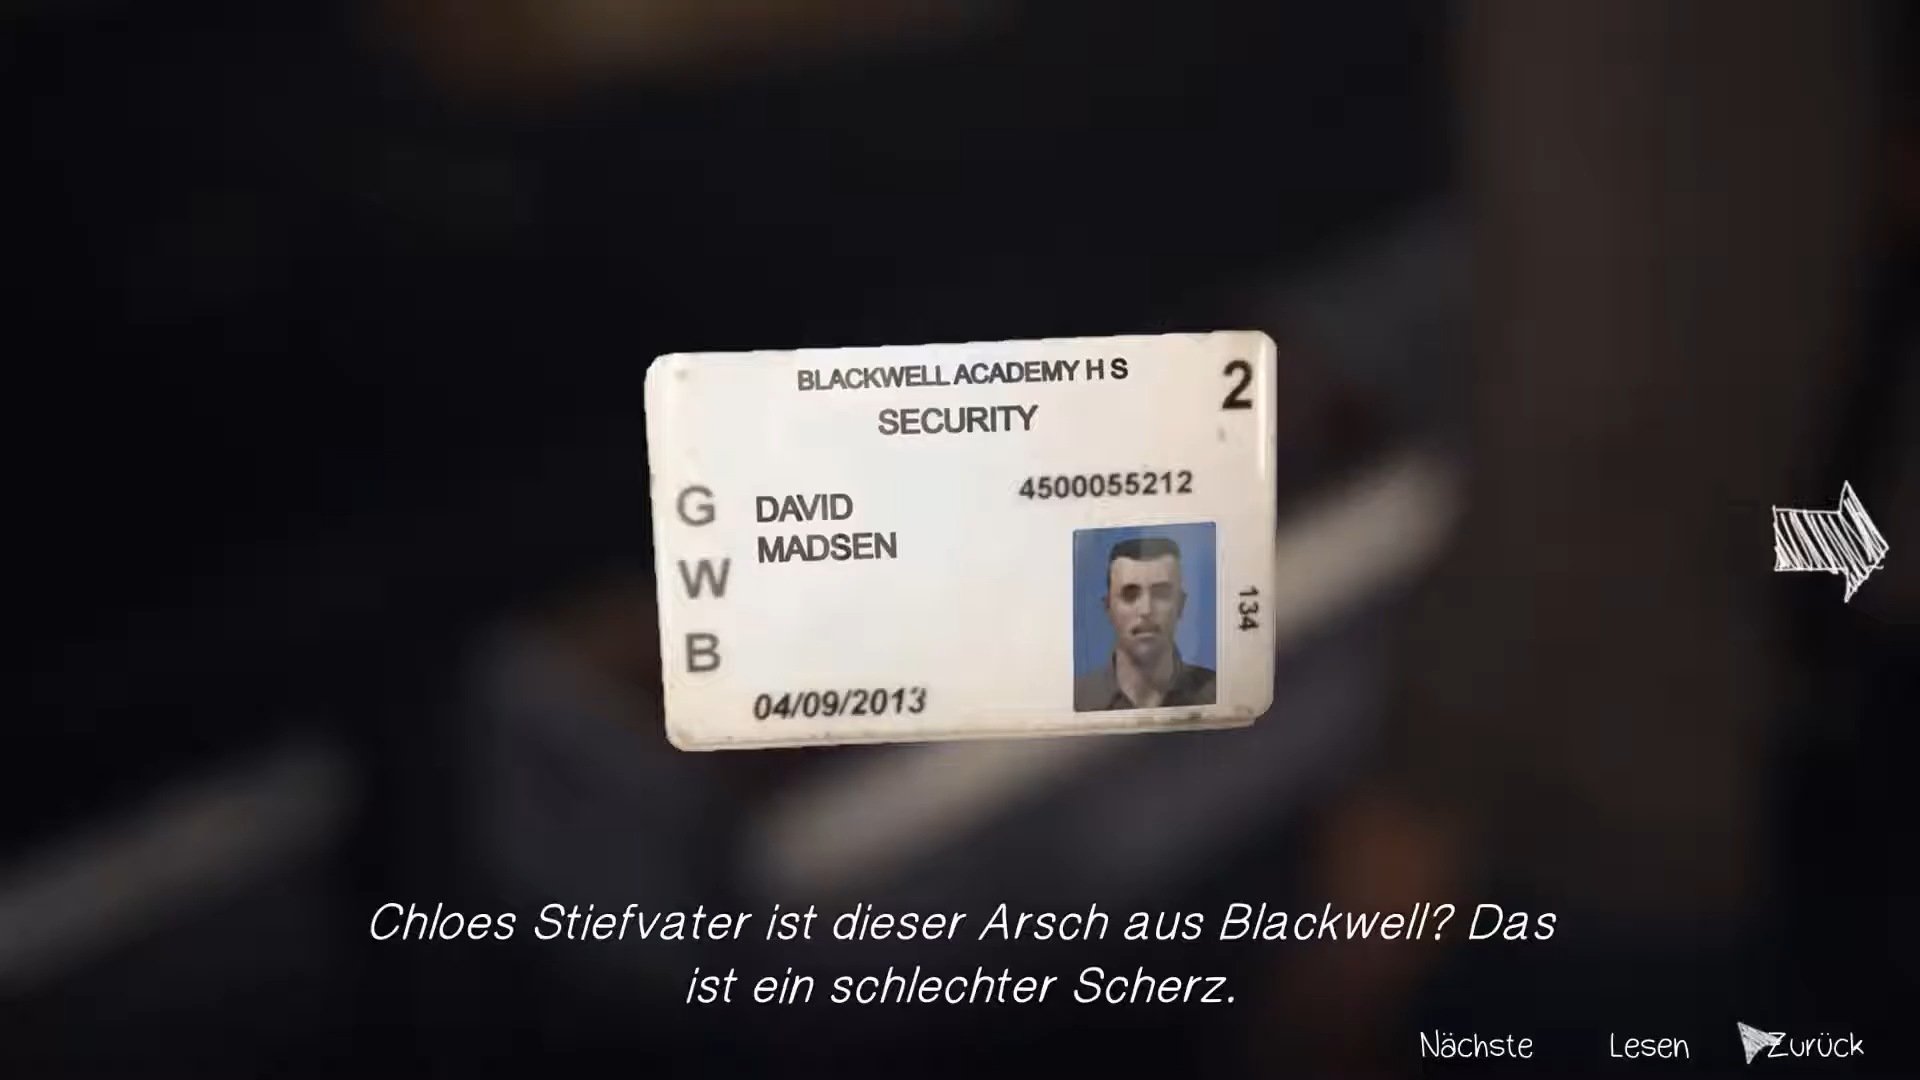 BLACKWELL ACADEMY H S
2
SECURITY
4500055212
G
DAVID
W
MADSEN
B
134
04/09/2013
Chloes Stiefvater ist dieser Arsch aus Blackwell? Das
ist ein schlechter Scherz.
Nächste
Lesen
Zurück